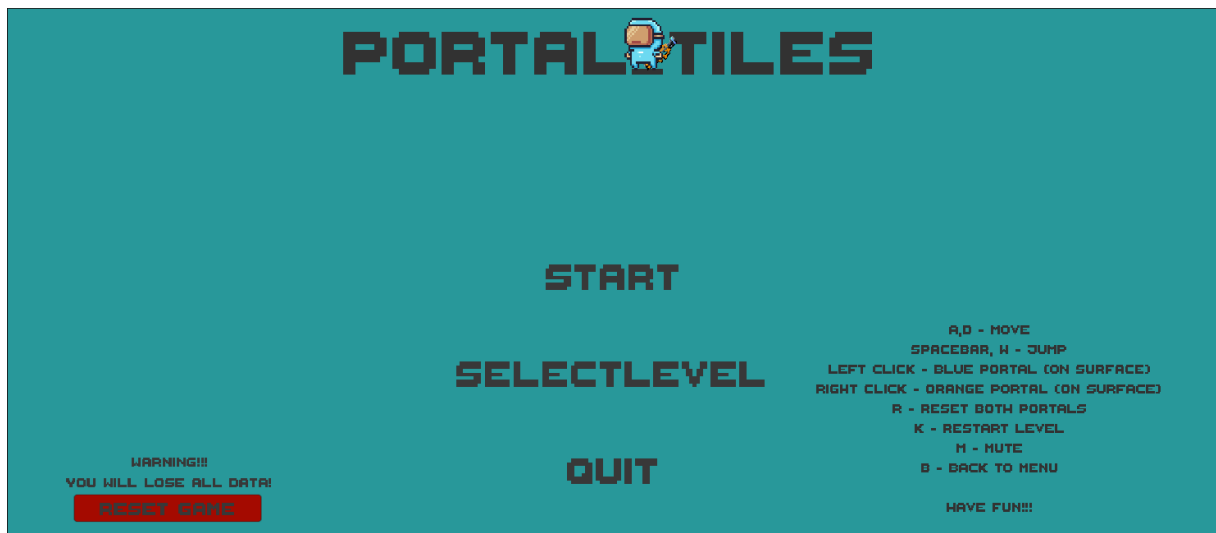 PORTAL TILES
START
SELECTLEVEL
QUIT
A,D - MOVE
SPACEBAR, W - JUMP
LEFT CLICK - BLUE PORTAL (ON SURFACE)
RIGHT CLICK - ORANGE PORTAL (ON SURFACE)
R - RESET BOTH PORTALS
K - RESTART LEVEL
M - MUTE
B - BACK TO MENU
HAVE FUN!!!
WARNING!!!
YOU WILL LOSE ALL DATA!
RESET GAME